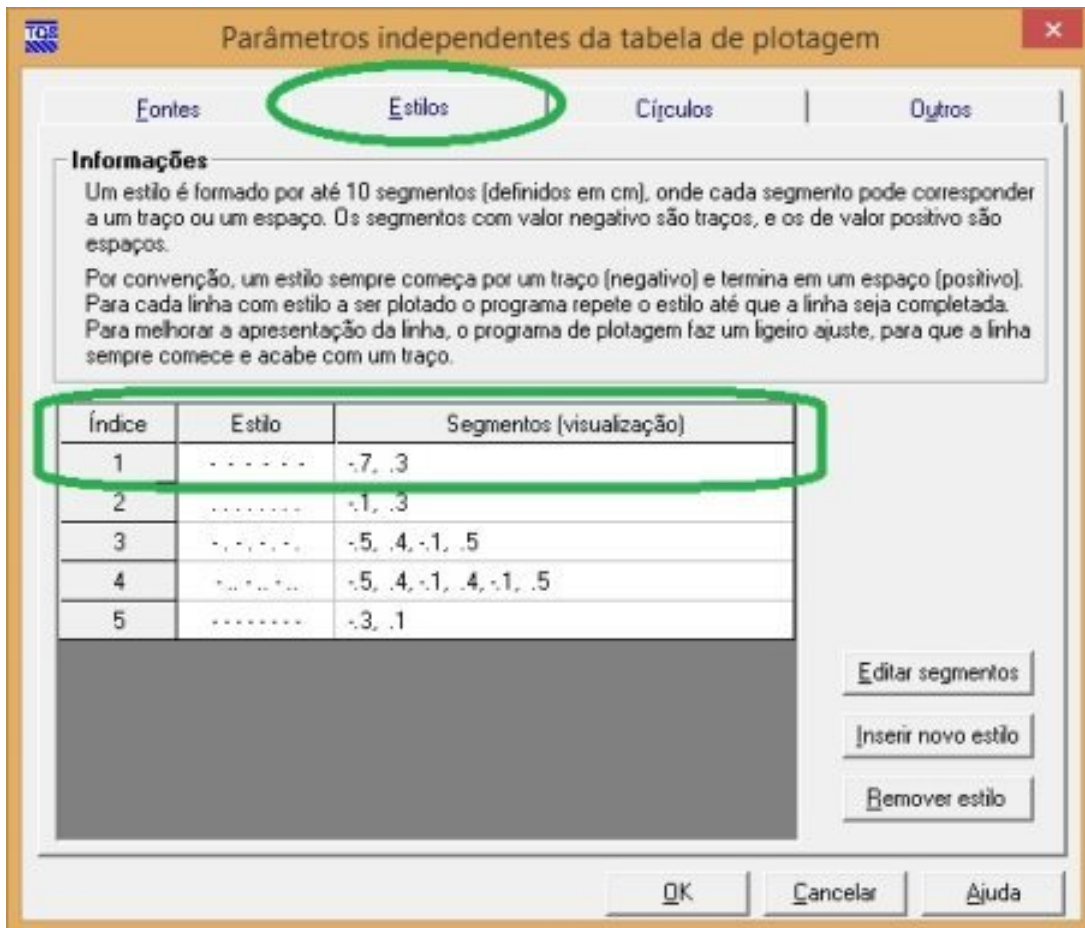 TQS
Parâmetros independentes da tabela de plotagem
Fontes Estilos Círculos Outros
Informações
Um estilo é formado por até 10 segmentos (definidos em cm), onde cada segmento pode corresponder
a um traço ou um espaço. Os segmentos com valor negativo são traços, e os de valor positivo são
espaços.
Por convenção, um estilo sempre começa por um traço (negativo) e termina em um espaço (positivo).
Para cada linha com estilo a ser plotado o programa repete o estilo até que a linha seja completada.
Para melhorar a apresentação da linha, o programa de plotagem faz um ligeiro ajuste, para que a linha
sempre comece e acabe com um traço.
Índice Estilo Segmentos (visualização)
1 - - - - - - -.7, .3
2 ........ -.1, .3
3 -.-.-.-. -.5, .4,-.1, .5
4 -..-..-.. -.5, .4,-.1, .4,-.1, .5
5 -------- -.3, .1
Editar segmentos
Inserir novo estilo
Remover estilo
OK Cancelar Ajuda